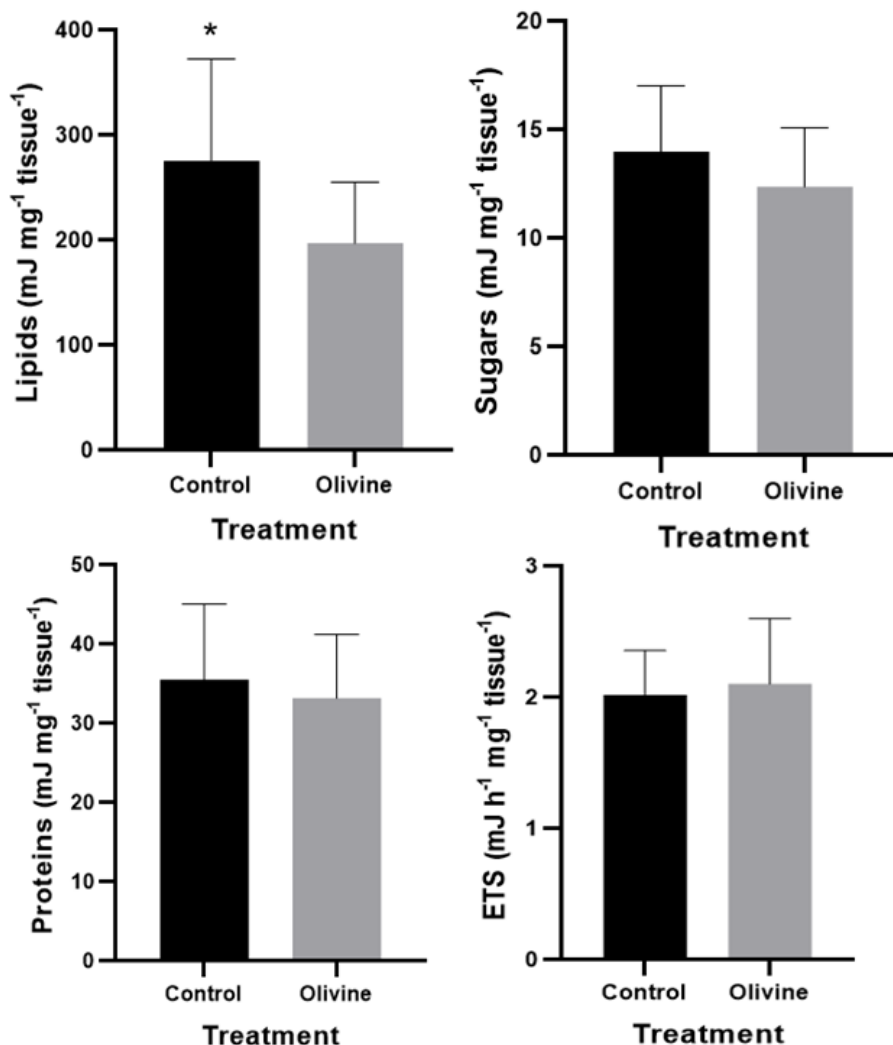 Lipids (mJ mg⁻¹ tissue⁻¹)
400
300
200
100
0
*
Control
Olivine
Treatment
Sugars (mJ mg⁻¹ tissue⁻¹)
20
15
10
5
0
Control
Olivine
Treatment
Proteins (mJ mg⁻¹ tissue⁻¹)
50
40
30
20
10
0
Control
Olivine
Treatment
ETS (mJ h⁻¹ mg⁻¹ tissue⁻¹)
3
2
1
0
Control
Olivine
Treatment